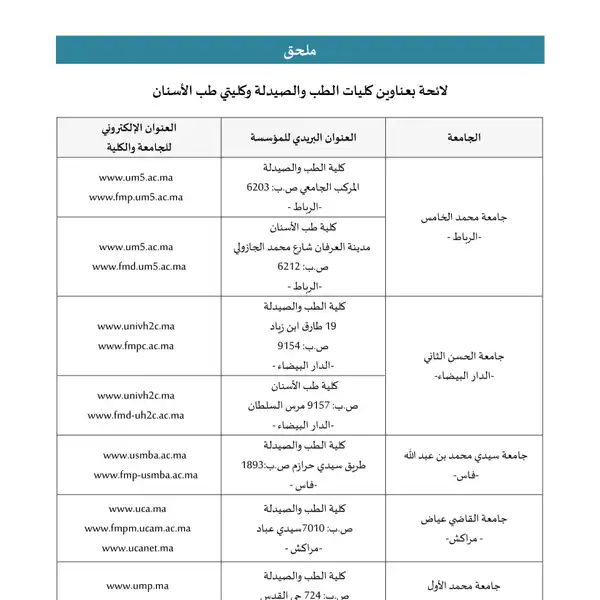 ملحق
لائحة بعناوين كليات الطب والصيدلة وكليتي طب الأسنان
الجامعة
العنوان البريدي للمؤسسة
العنوان الإلكتروني
للجامعة والكلية
جامعة محمد الخامس
-الرباط -
كلية الطب والصيدلة
المركب الجامعي ص.ب: 6203
-الرباط -
www.um5.ac.ma
www.fmp.um5.ac.ma
كلية طب الأسنان
مدينة العرفان شارع محمد الجازولي
ص.ب: 6212
-الرباط -
www.um5.ac.ma
www.fmd.um5.ac.ma
جامعة الحسن الثاني
-الدار البيضاء-
كلية الطب والصيدلة
19 طارق ابن زياد
ص.ب: 9154
-الدار البيضاء -
www.univh2c.ma
www.fmpc.ac.ma
كلية طب الأسنان
ص.ب: 9157 مرس السلطان
-الدار البيضاء -
www.univh2c.ma
www.fmd-uh2c.ac.ma
جامعة سيدي محمد بن عبد الله
-فاس-
كلية الطب والصيدلة
طريق سيدي حرازم ص.ب:1893
-فاس -
www.usmba.ac.ma
www.fmp-usmba.ac.ma
جامعة القاضي عياض
- مراكش-
كلية الطب والصيدلة
ص.ب: 7010سيدي عباد
-مراكش -
www.uca.ma
www.fmpm.ucam.ac.ma
www.ucanet.ma
جامعة محمد الأول
كلية الطب والصيدلة
ص.ب: 724 حي القدس
www.ump.ma